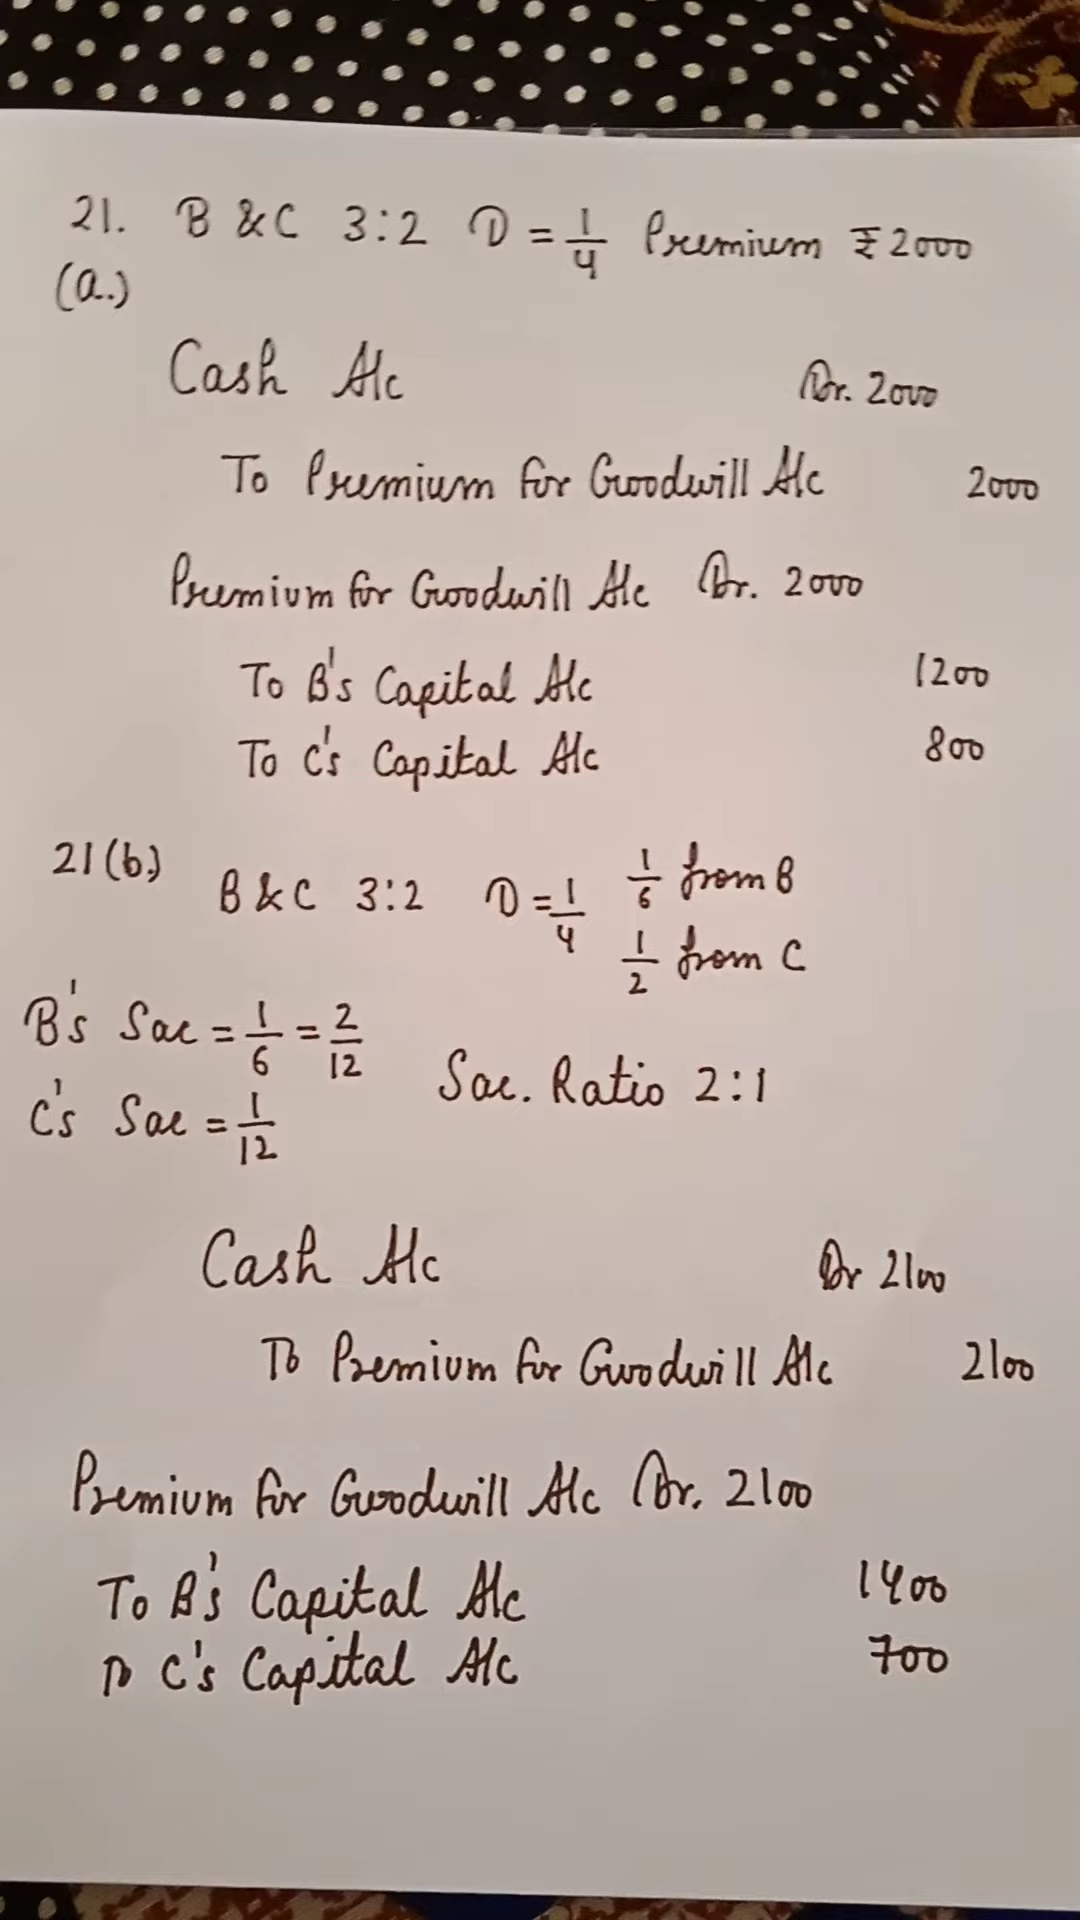 21. B & C 3:2 D = 1/4 Premium ₹ 2000
(a.)
Cash A/c Dr. 2000
To Premium for Goodwill A/c 2000
Premium for Goodwill A/c Dr. 2000
To B's Capital A/c 1200
To C's Capital A/c 800
21(b.)
B & C 3:2 D = 1/4 1/6 from B
1/2 from C
B's Sac = 1/6 = 2/12
Sac. Ratio 2:1
C's Sac = 1/12
Cash A/c Dr 2100
To Premium for Goodwill A/c 2100
Premium for Goodwill A/c Dr. 2100
To B's Capital A/c 1400
To C's Capital A/c 700